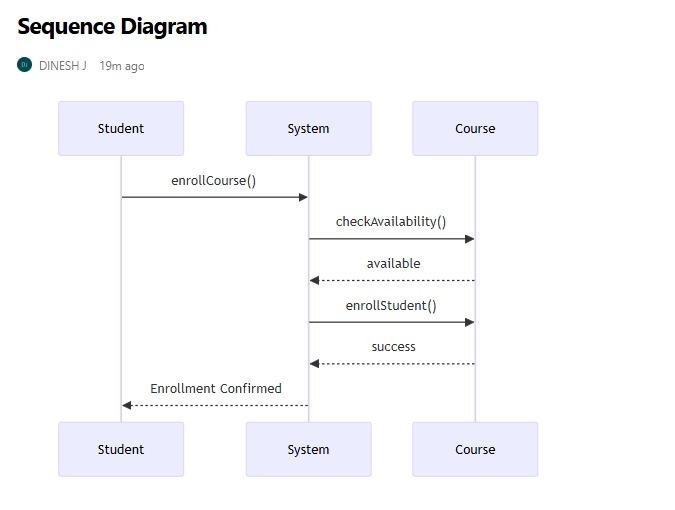 Sequence Diagram
DINESH J 19m ago
Student System Course
enrollCourse()
checkAvailability()
available
enrollStudent()
success
Enrollment Confirmed
Student System Course